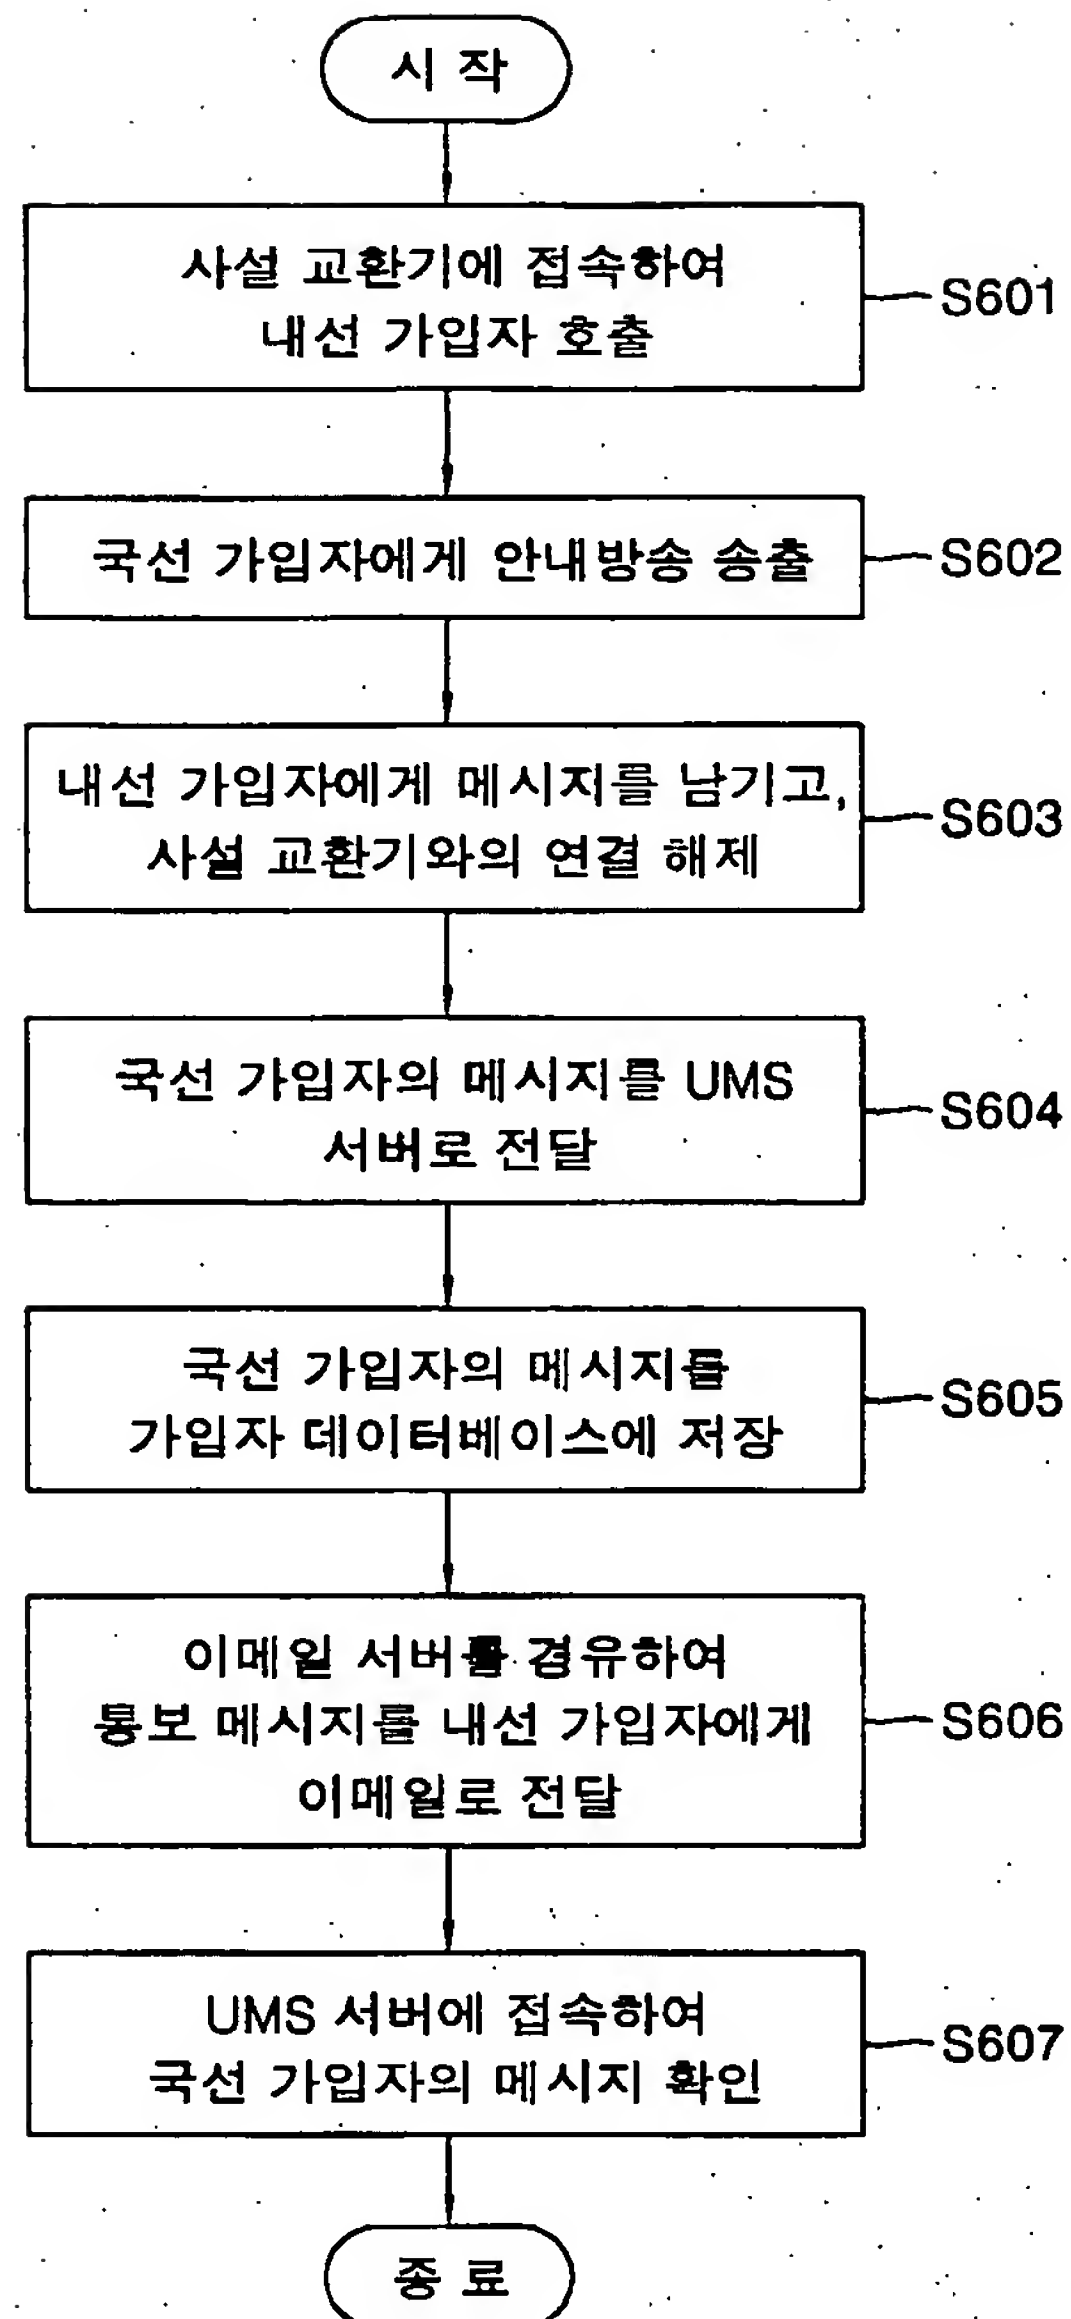 시 작
사설 교환기에 접속하여
내선 가입자 호출
S601
국선 가입자에게 안내방송 송출
S602
내선 가입자에게 메시지를 남기고,
사설 교환기와의 연결 해제
S603
국선 가입자의 메시지를 UMS
서버로 전달
S604
국선 가입자의 메시지를
가입자 데이터베이스에 저장
S605
이메일 서버를 경유하여
통보 메시지를 내선 가입자에게
이메일로 전달
S606
UMS 서버에 접속하여
국선 가입자의 메시지 확인
S607
종 료